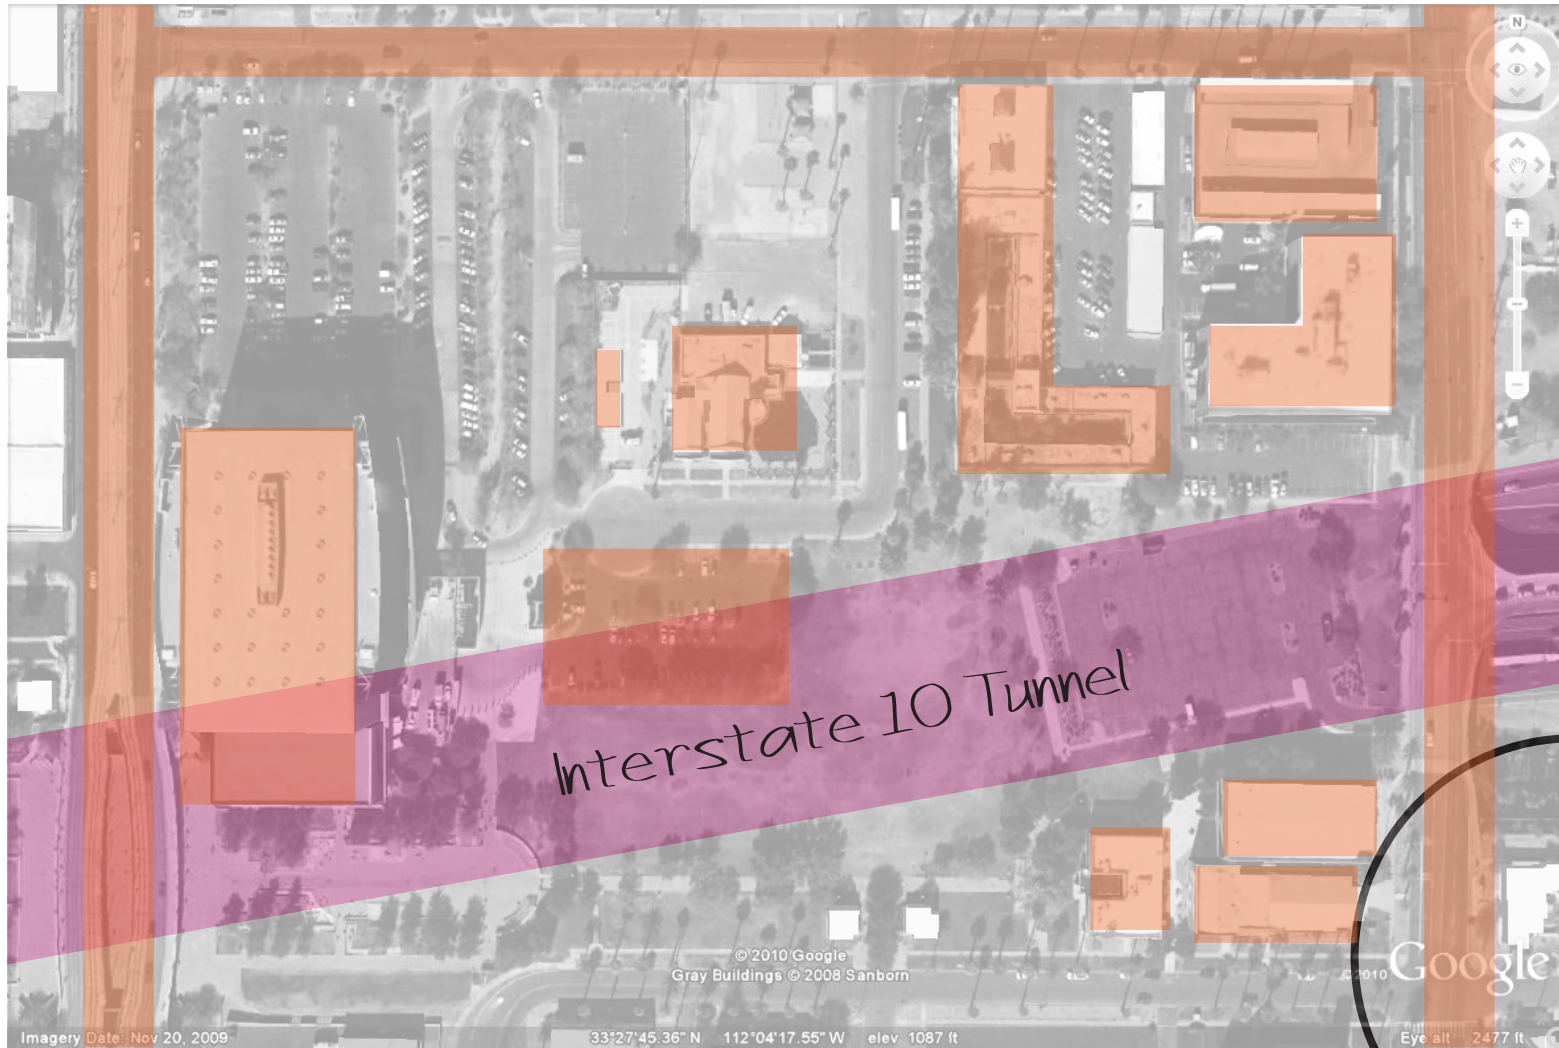 N
Interstate 10 Tunnel
© 2010 Google
Gray Buildings © 2008 Sanborn
©2010 Google
Imagery Date: Nov 20, 2009 33°27'45.36" N 112°04'17.55" W elev 1087 ft Eye alt 2477 ft